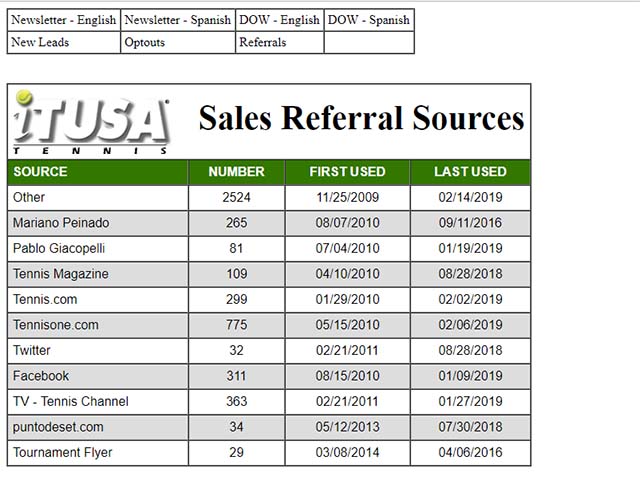 Newsletter - English Newsletter - Spanish DOW - English DOW - Spanish
New Leads Optouts Referrals
iTUSA
TENNIS
Sales Referral Sources
SOURCE NUMBER FIRST USED LAST USED
Other 2524 11/25/2009 02/14/2019
Mariano Peinado 265 08/07/2010 09/11/2016
Pablo Giacopelli 81 07/04/2010 01/19/2019
Tennis Magazine 109 04/10/2010 08/28/2018
Tennis.com 299 01/29/2010 02/02/2019
Tennisone.com 775 05/15/2010 02/06/2019
Twitter 32 02/21/2011 08/28/2018
Facebook 311 08/15/2010 01/09/2019
TV - Tennis Channel 363 02/21/2011 01/27/2019
puntodeset.com 34 05/12/2013 07/30/2018
Tournament Flyer 29 03/08/2014 04/06/2016